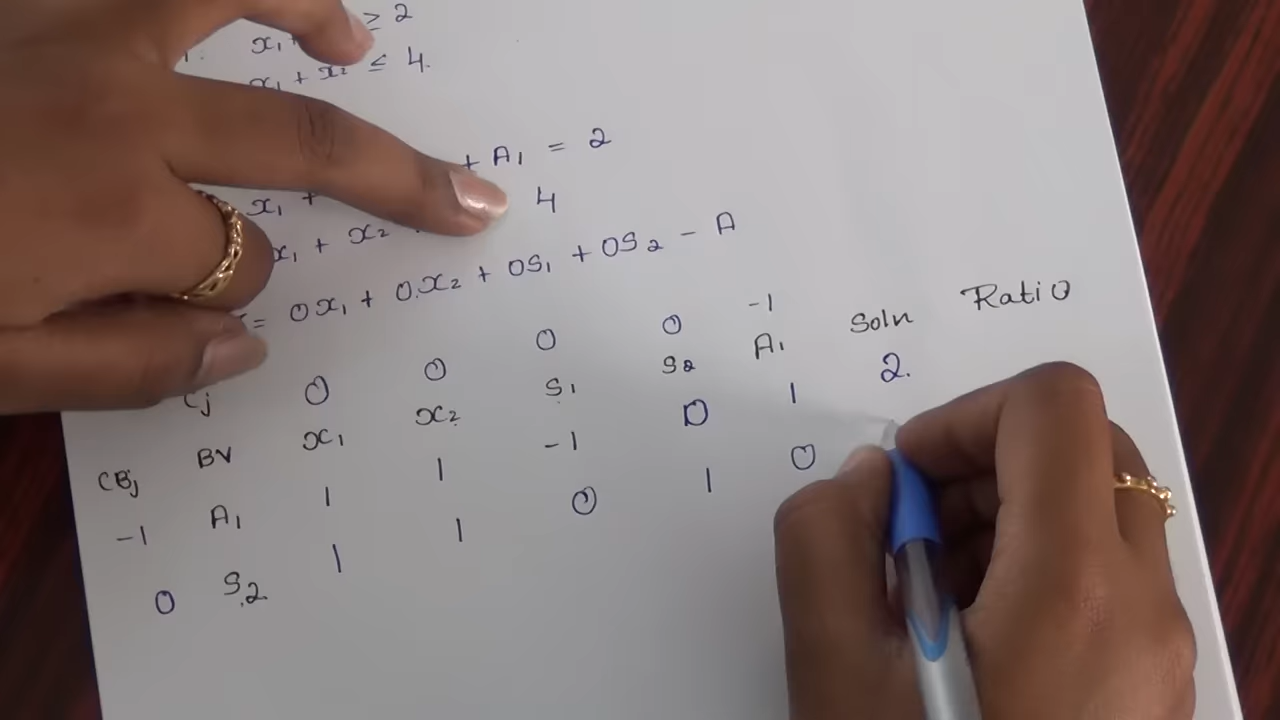 x₁ + ≥ 2
x₁ + x₂ ≤ 4.
+ A₁ = 2
x₁ + 4
x₁ + x₂
= 0x₁ + 0.x₂ + 0S₁ + 0S₂ - A
Cj 0 0 0 0 -1
CBj BV x₁ x₂ S₁ S₂ A₁ Soln Ratio
-1 A₁ 1 1 -1 0 1 2.
0 S₂ 1 1 0 1 0